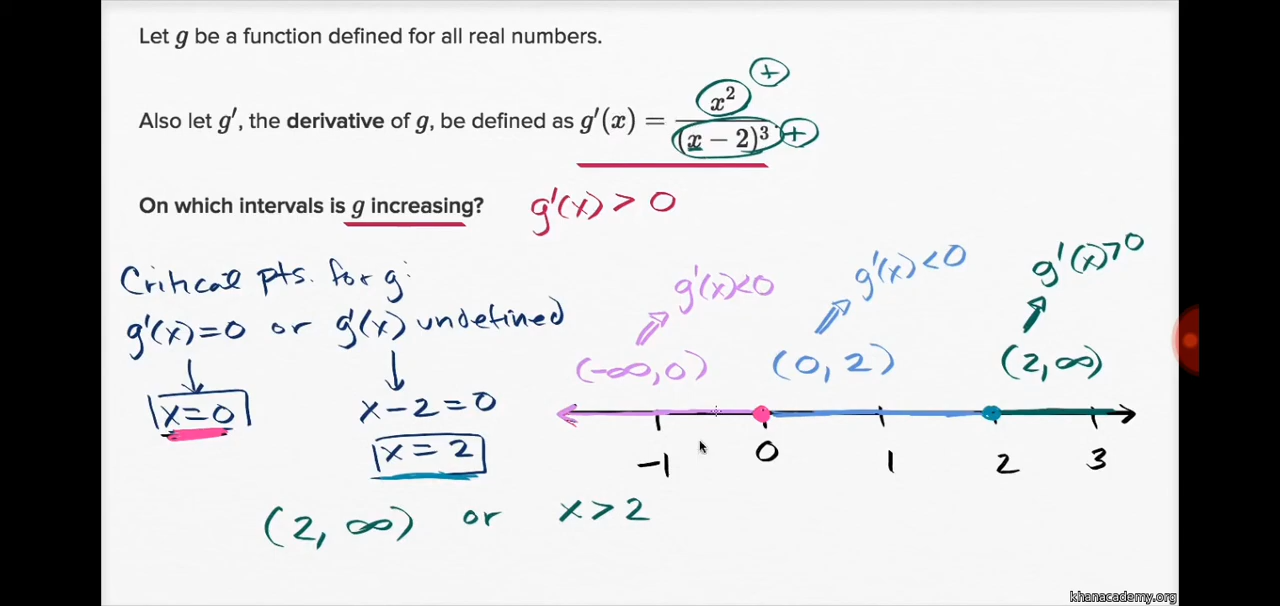 Let g be a function defined for all real numbers.
+
Also let g′, the derivative of g, be defined as g′(x) = x² / (x − 2)³ +
On which intervals is g increasing? g'(x) > 0
Critical pts. for g:
g'(x)=0 or g'(x) undefined
x=0
x-2=0
x=2
g'(x)<0 g'(x)<0 g'(x)>0
(-∞,0) (0,2) (2,∞)
-1 0 1 2 3
(2,∞) or x>2
khanacademy.org